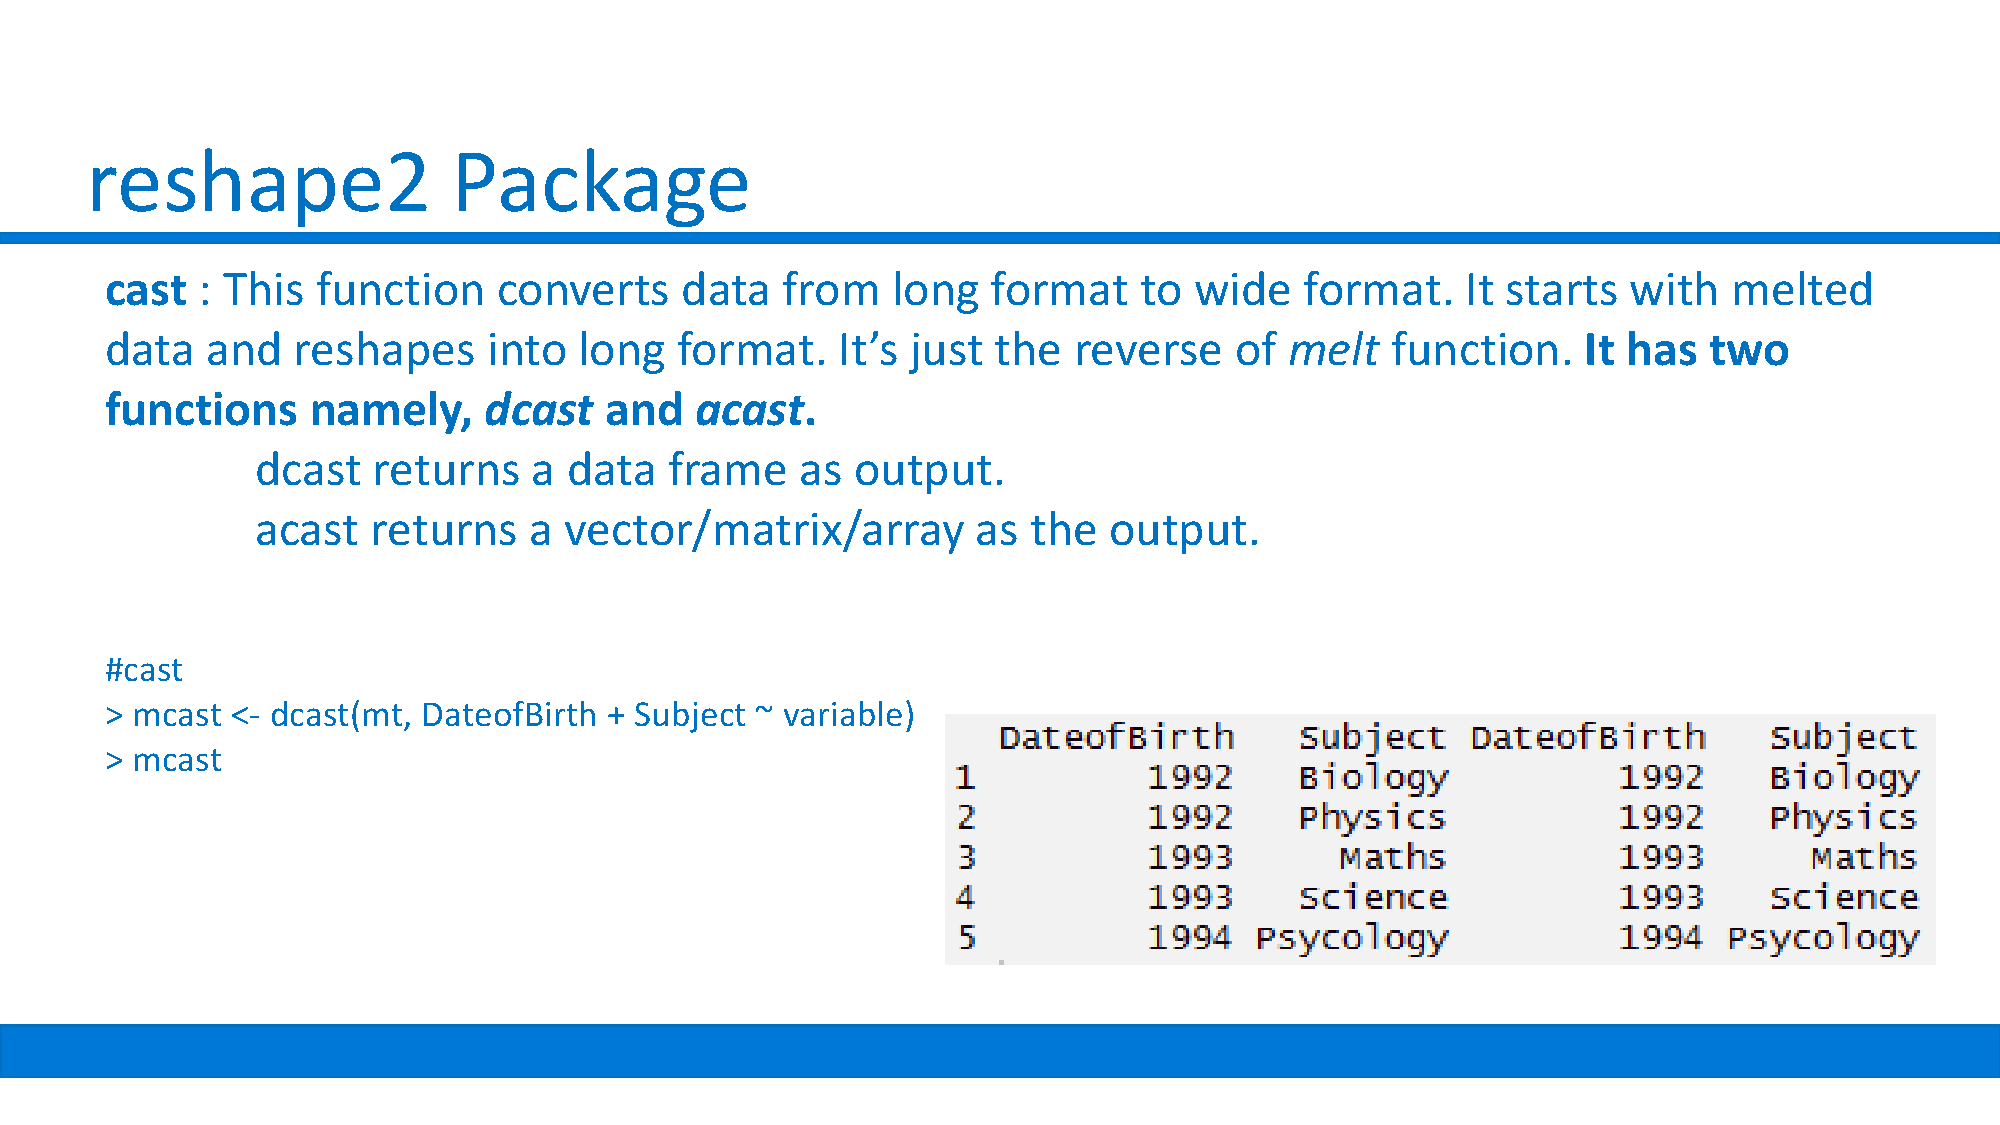 reshape2 Package
cast : This function converts data from long format to wide format. It starts with melted
data and reshapes into long format. It’s just the reverse of melt function. It has two
functions namely, dcast and acast.
dcast returns a data frame as output.
acast returns a vector/matrix/array as the output.
#cast
> mcast <- dcast(mt, DateofBirth + Subject ~ variable)
> mcast
DateofBirth Subject DateofBirth Subject
1 1992 Biology 1992 Biology
2 1992 Physics 1992 Physics
3 1993 Maths 1993 Maths
4 1993 Science 1993 Science
5 1994 Psycology 1994 Psycology